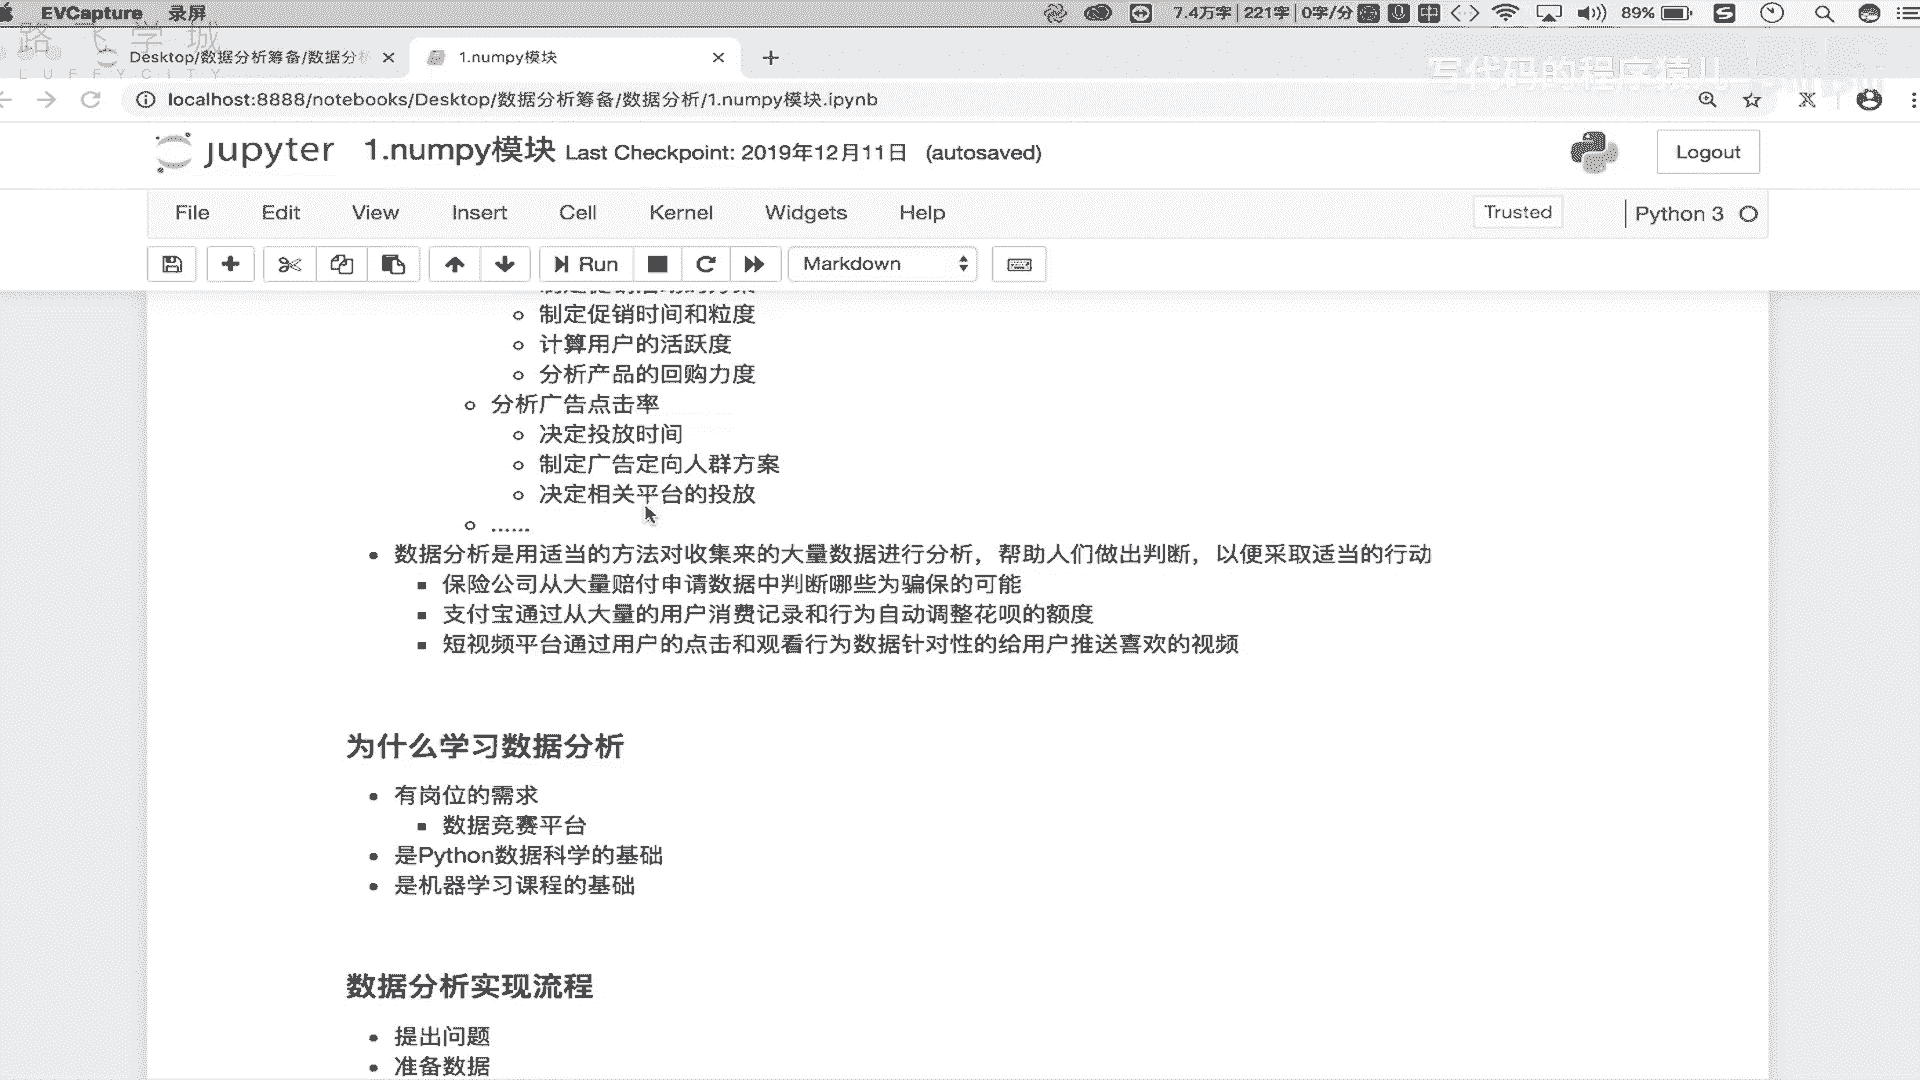 EVCapture 录屏 7.4万字 221字 0字/分 中 89%
路飞学城
LUFFYCITY
Desktop/数据分析筹备/数据分析
1.numpy模块
写代码的程序猿儿
localhost:8888/notebooks/Desktop/数据分析筹备/数据分析/1.numpy模块.ipynb
jupyter 1.numpy模块 Last Checkpoint: 2019年12月11日 (autosaved)
Logout
File Edit View Insert Cell Kernel Widgets Help Trusted Python 3
Run Markdown
制定促销时间和粒度
计算用户的活跃度
分析产品的回购力度
分析广告点击率
决定投放时间
制定广告定向人群方案
决定相关平台的投放
......
数据分析是用适当的方法对收集来的大量数据进行分析，帮助人们做出判断，以便采取适当的行动
保险公司从大量赔付申请数据中判断哪些为骗保的可能
支付宝通过从大量的用户消费记录和行为自动调整花呗的额度
短视频平台通过用户的点击和观看行为数据针对性的给用户推送喜欢的视频
为什么学习数据分析
有岗位的需求
数据竞赛平台
是Python数据科学的基础
是机器学习课程的基础
数据分析实现流程
提出问题
准备数据